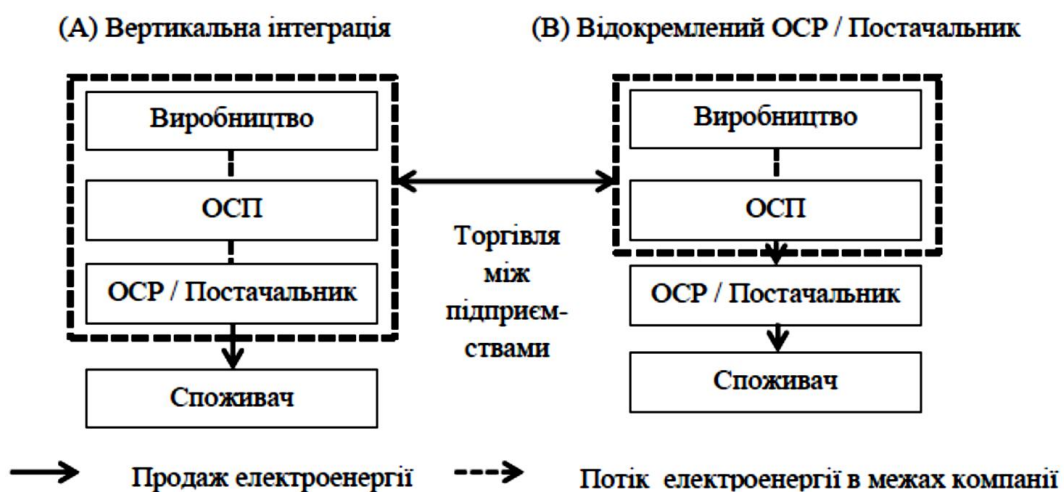 (А) Вертикальна інтеграція
Виробництво
ОСП
ОСР / Постачальник
Споживач
Торгівля
між
підприєм-
ствами
(В) Відокремлений ОСР / Постачальник
Виробництво
ОСП
ОСР / Постачальник
Споживач
Продаж електроенергії
Потік електроенергії в межах компанії